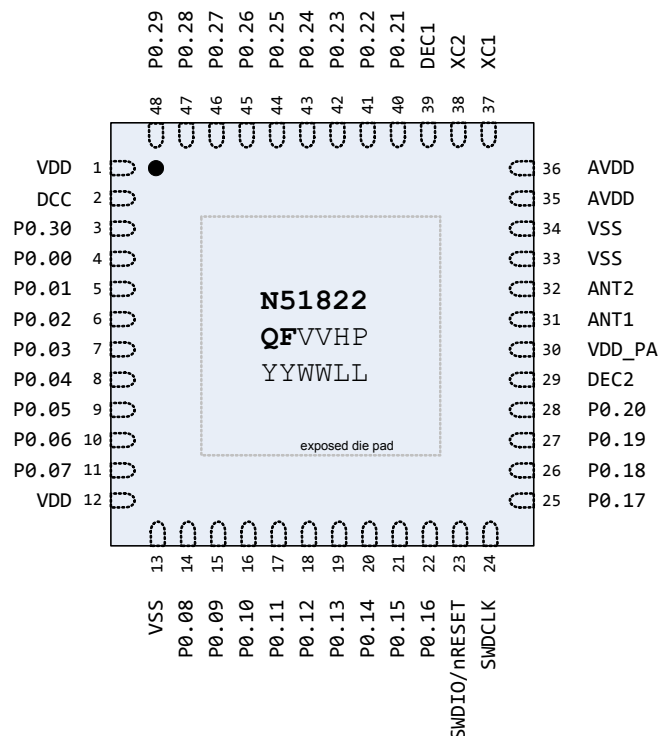 P0.29 P0.28 P0.27 P0.26 P0.25 P0.24 P0.23 P0.22 P0.21 DEC1 XC2 XC1
48 47 46 45 44 43 42 41 40 39 38 37
VDD 1
DCC 2
P0.30 3
P0.00 4
P0.01 5
P0.02 6
P0.03 7
P0.04 8
P0.05 9
P0.06 10
P0.07 11
VDD 12
N51822
QFVVHP
YYWWLL
exposed die pad
36 AVDD
35 AVDD
34 VSS
33 VSS
32 ANT2
31 ANT1
30 VDD_PA
29 DEC2
28 P0.20
27 P0.19
26 P0.18
25 P0.17
13 14 15 16 17 18 19 20 21 22 23 24
VSS P0.08 P0.09 P0.10 P0.11 P0.12 P0.13 P0.14 P0.15 P0.16 SWDIO/nRESET SWDCLK